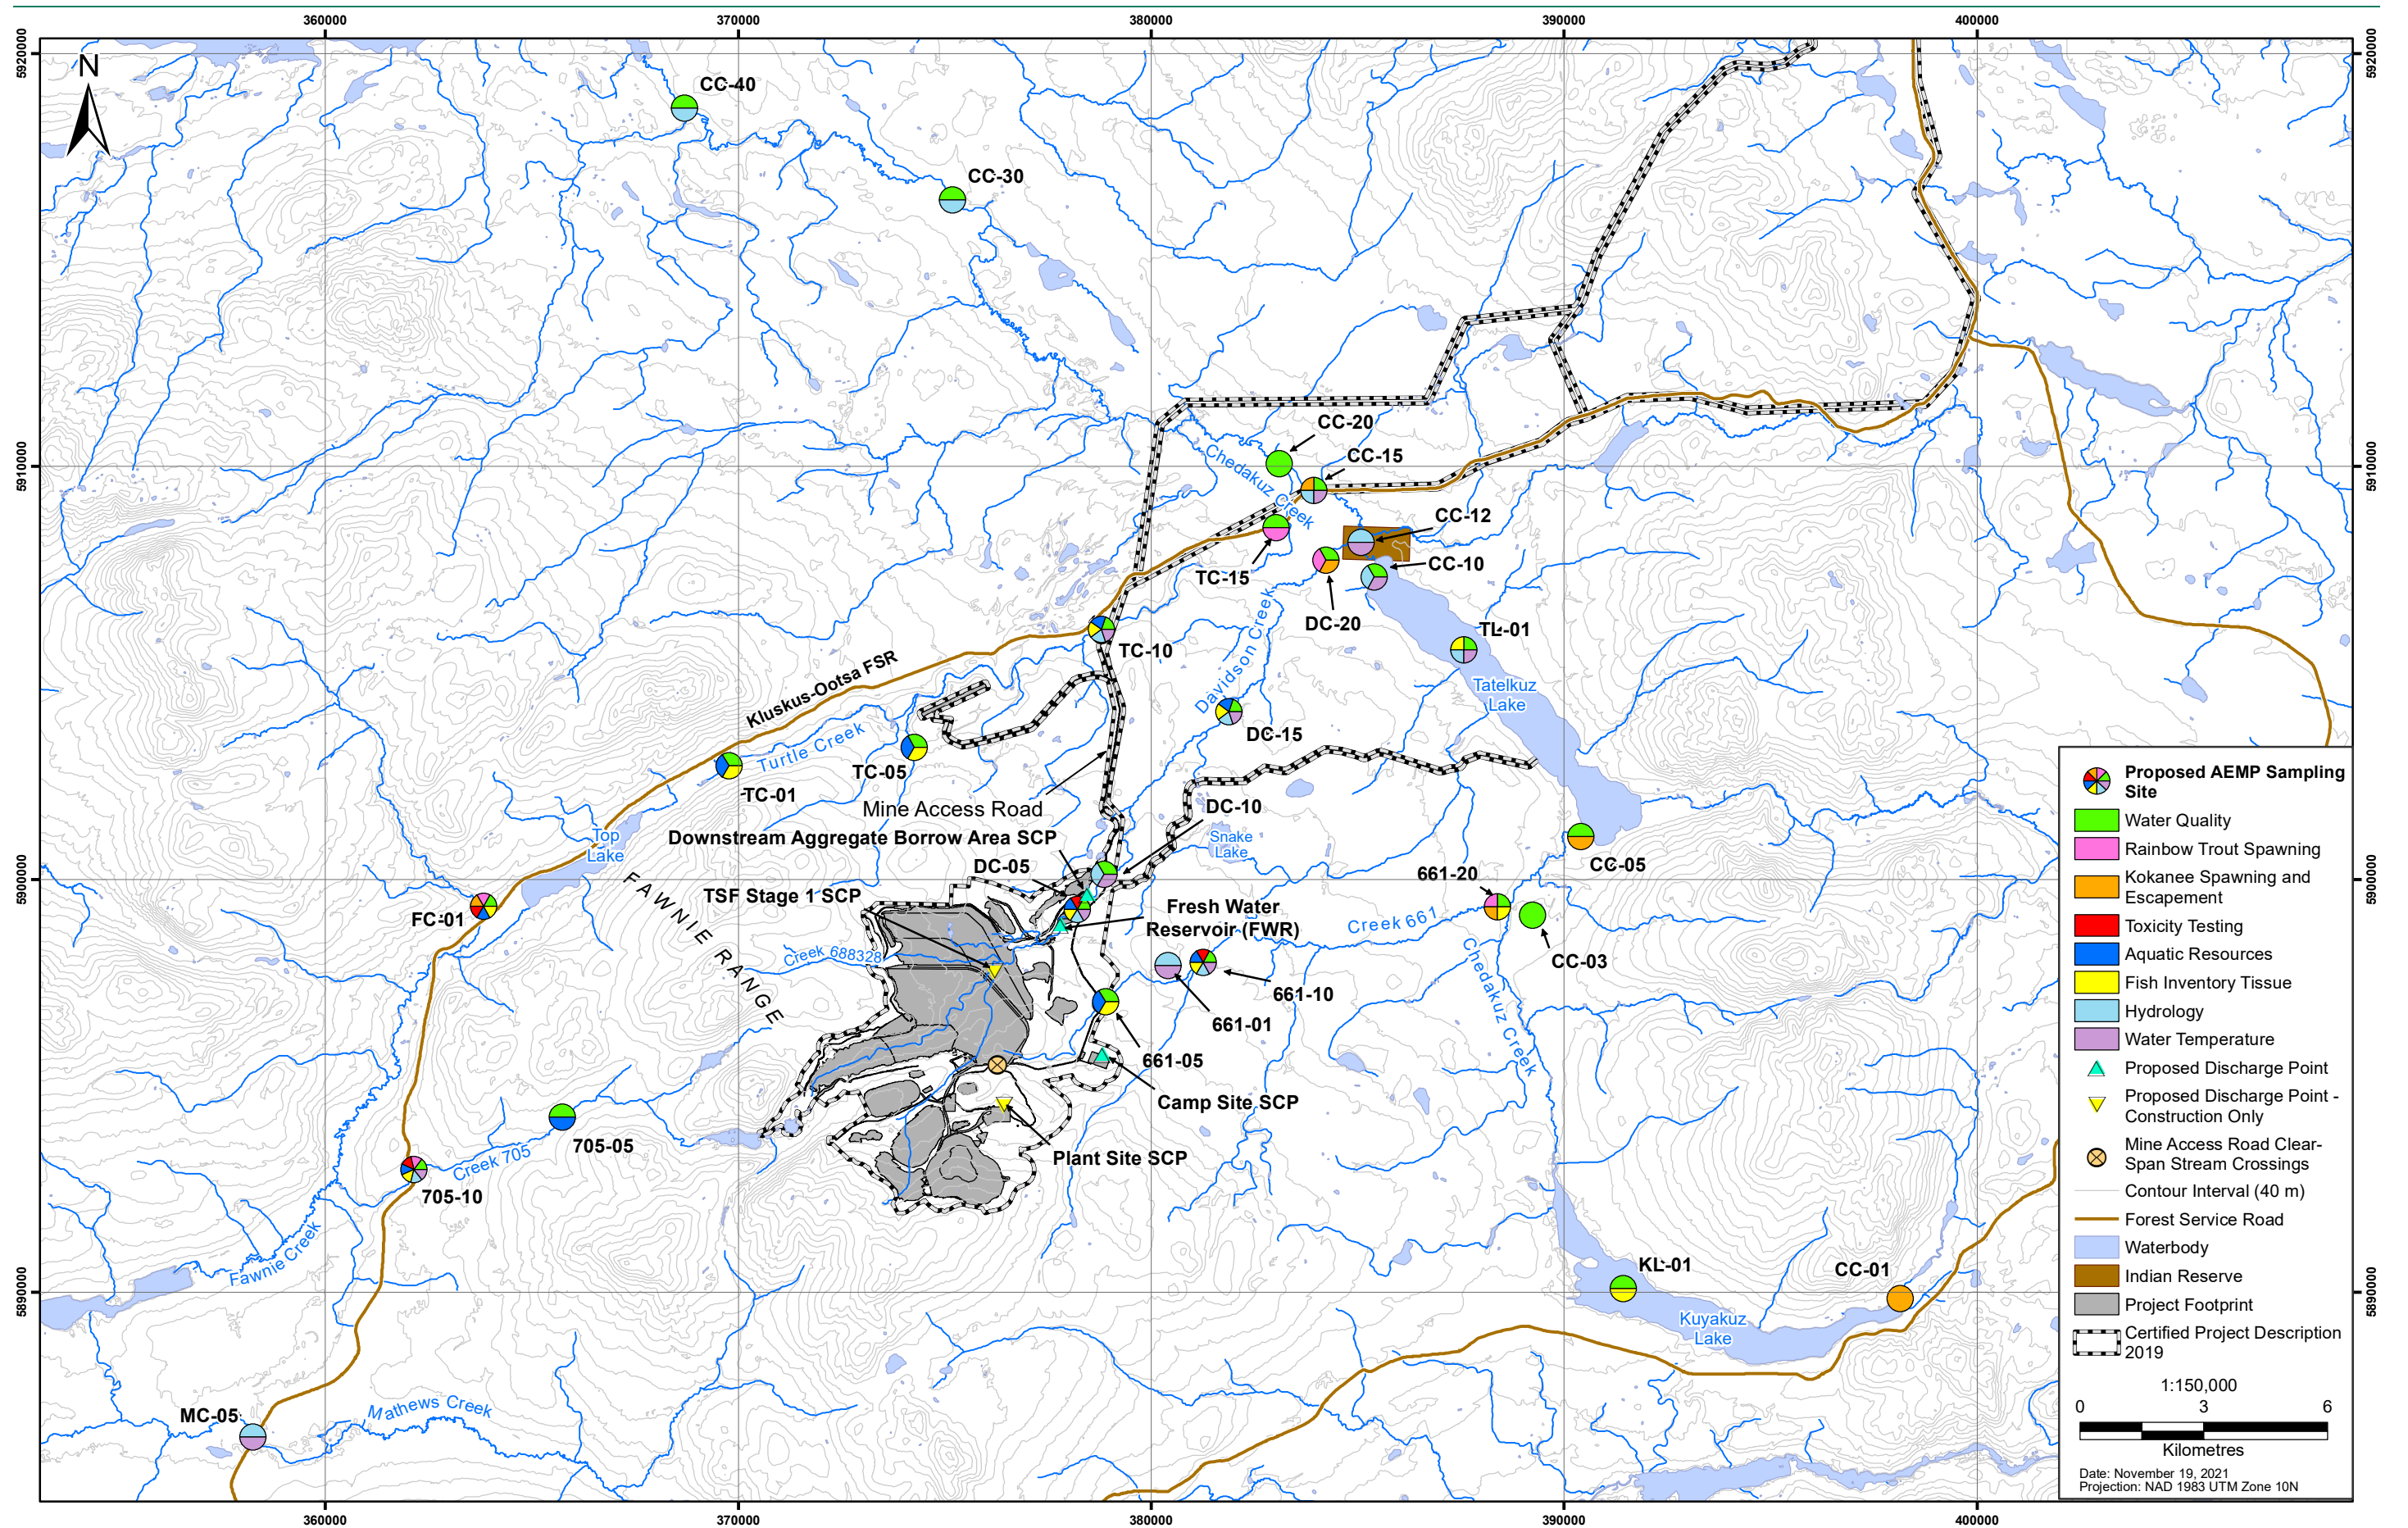 360000
370000
380000
390000
400000
5920000
5920000
N
CC-40
CC-30
CC-20
Chedakuz Creek
CC-15
5910000
5910000
CC-12
CC-10
TC-15
DC-20
TL-01
TC-10
Davidson Creek
Tatelkuz
Lake
Kluskus-Ootsa FSR
Turtle Creek
DC-15
TC-05
TC-01
Mine Access Road
DC-10
Downstream Aggregate Borrow Area SCP
Snake
Lake
Top
Lake
DC-05
CC-05
5900000
5900000
661-20
TSF Stage 1 SCP
FAWNIE RANGE
Fresh Water
Reservoir (FWR)
FC-01
Creek 661
Creek 688328
CC-03
Chedakuz Creek
661-10
661-01
661-05
Camp Site SCP
705-05
Creek 705
Plant Site SCP
705-10
Fawnie Creek
KL-01
CC-01
5890000
5890000
Kuyakuz
Lake
MC-05
Mathews Creek
Proposed AEMP Sampling
Site
Water Quality
Rainbow Trout Spawning
Kokanee Spawning and
Escapement
Toxicity Testing
Aquatic Resources
Fish Inventory Tissue
Hydrology
Water Temperature
Proposed Discharge Point
Proposed Discharge Point -
Construction Only
Mine Access Road Clear-
Span Stream Crossings
Contour Interval (40 m)
Forest Service Road
Waterbody
Indian Reserve
Project Footprint
Certified Project Description
2019
1:150,000
0
3
6
Kilometres
Date: November 19, 2021
Projection: NAD 1983 UTM Zone 10N
360000
370000
380000
390000
400000